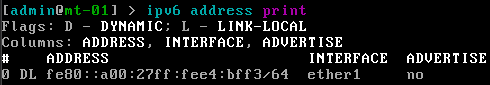 [admin@mt-01] > ipv6 address print
Flags: D - DYNAMIC; L - LINK-LOCAL
Columns: ADDRESS, INTERFACE, ADVERTISE
#    ADDRESS                      INTERFACE  ADVERTISE
0 DL fe80::a00:27ff:fee4:bff3/64  ether1     no